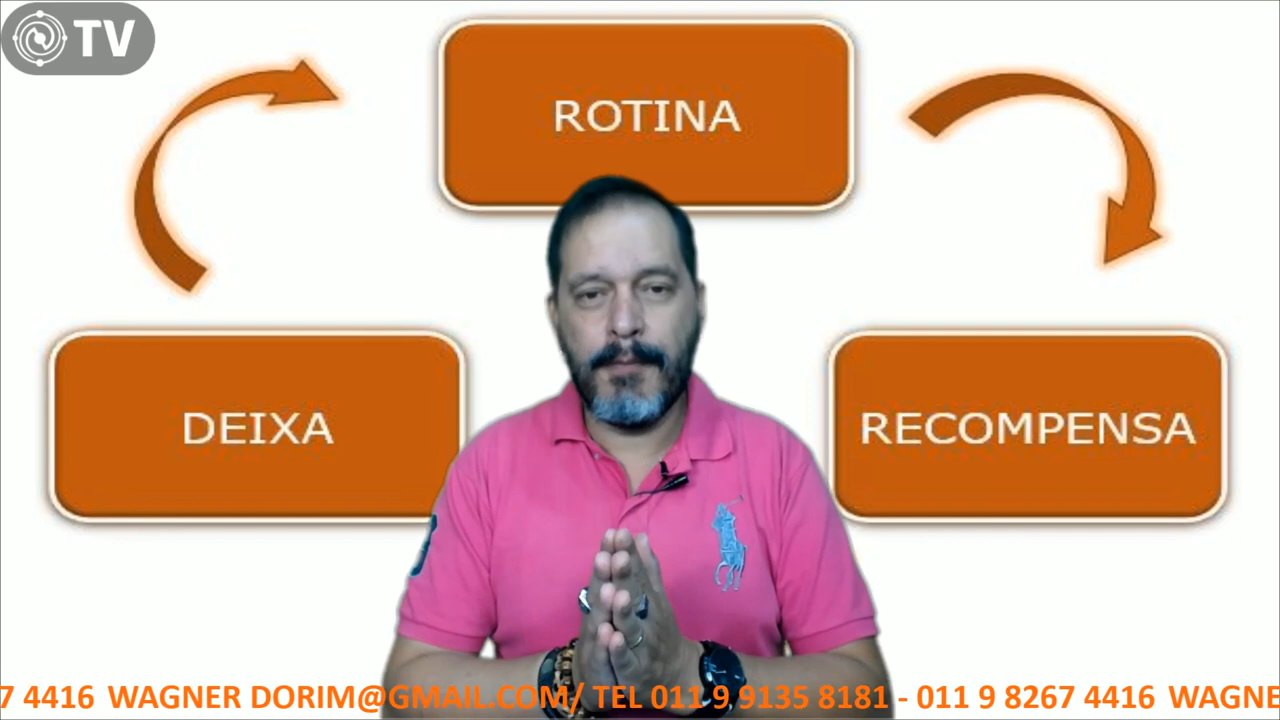 TV
ROTINA
DEIXA
RECOMPENSA
7 4416 WAGNER DORIM@GMAIL.COM/ TEL 011 9 9135 8181 - 011 9 8267 4416 WAGNE